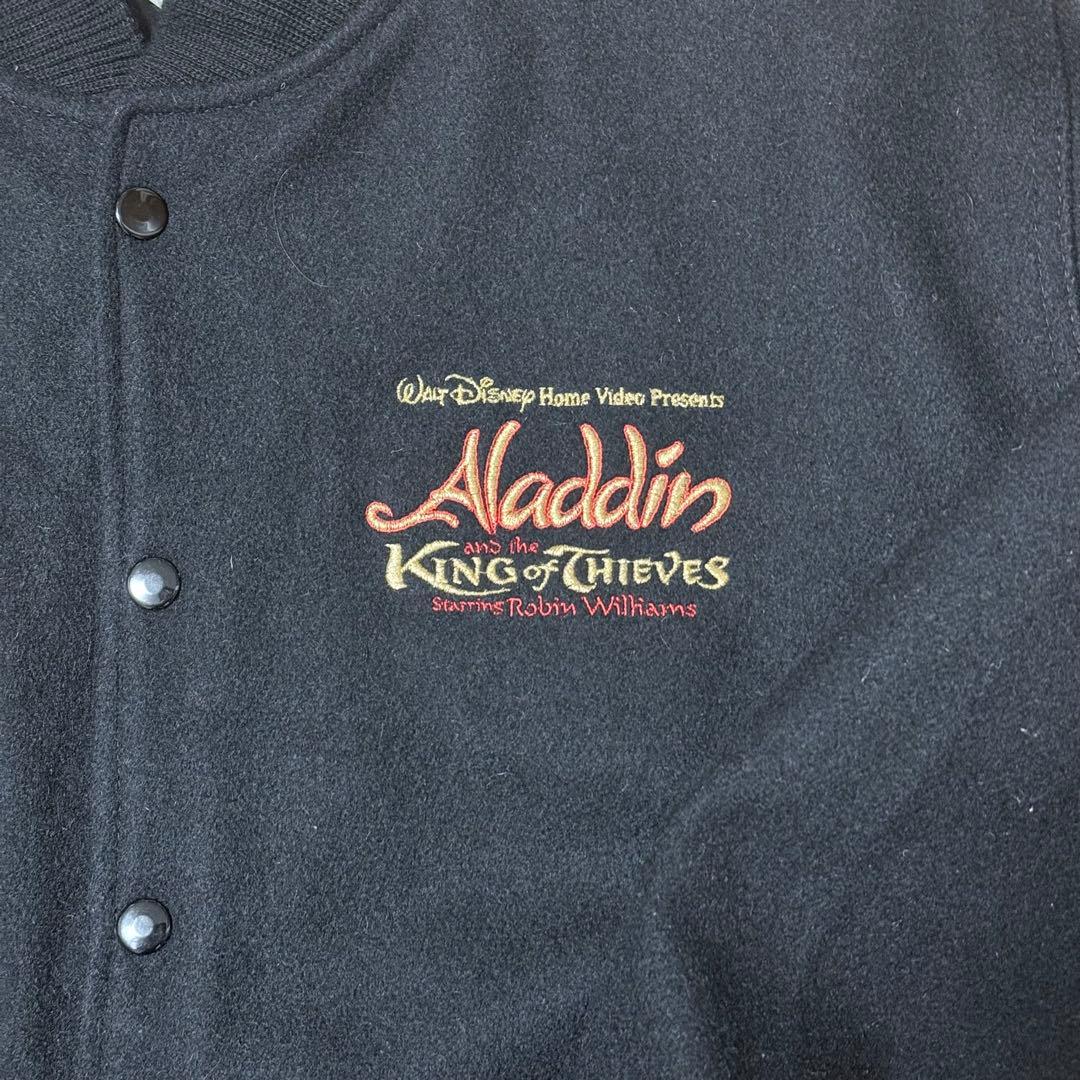 Walt Disney Home Video Presents
Aladdin
and the
King of Thieves
Starring Robin Williams